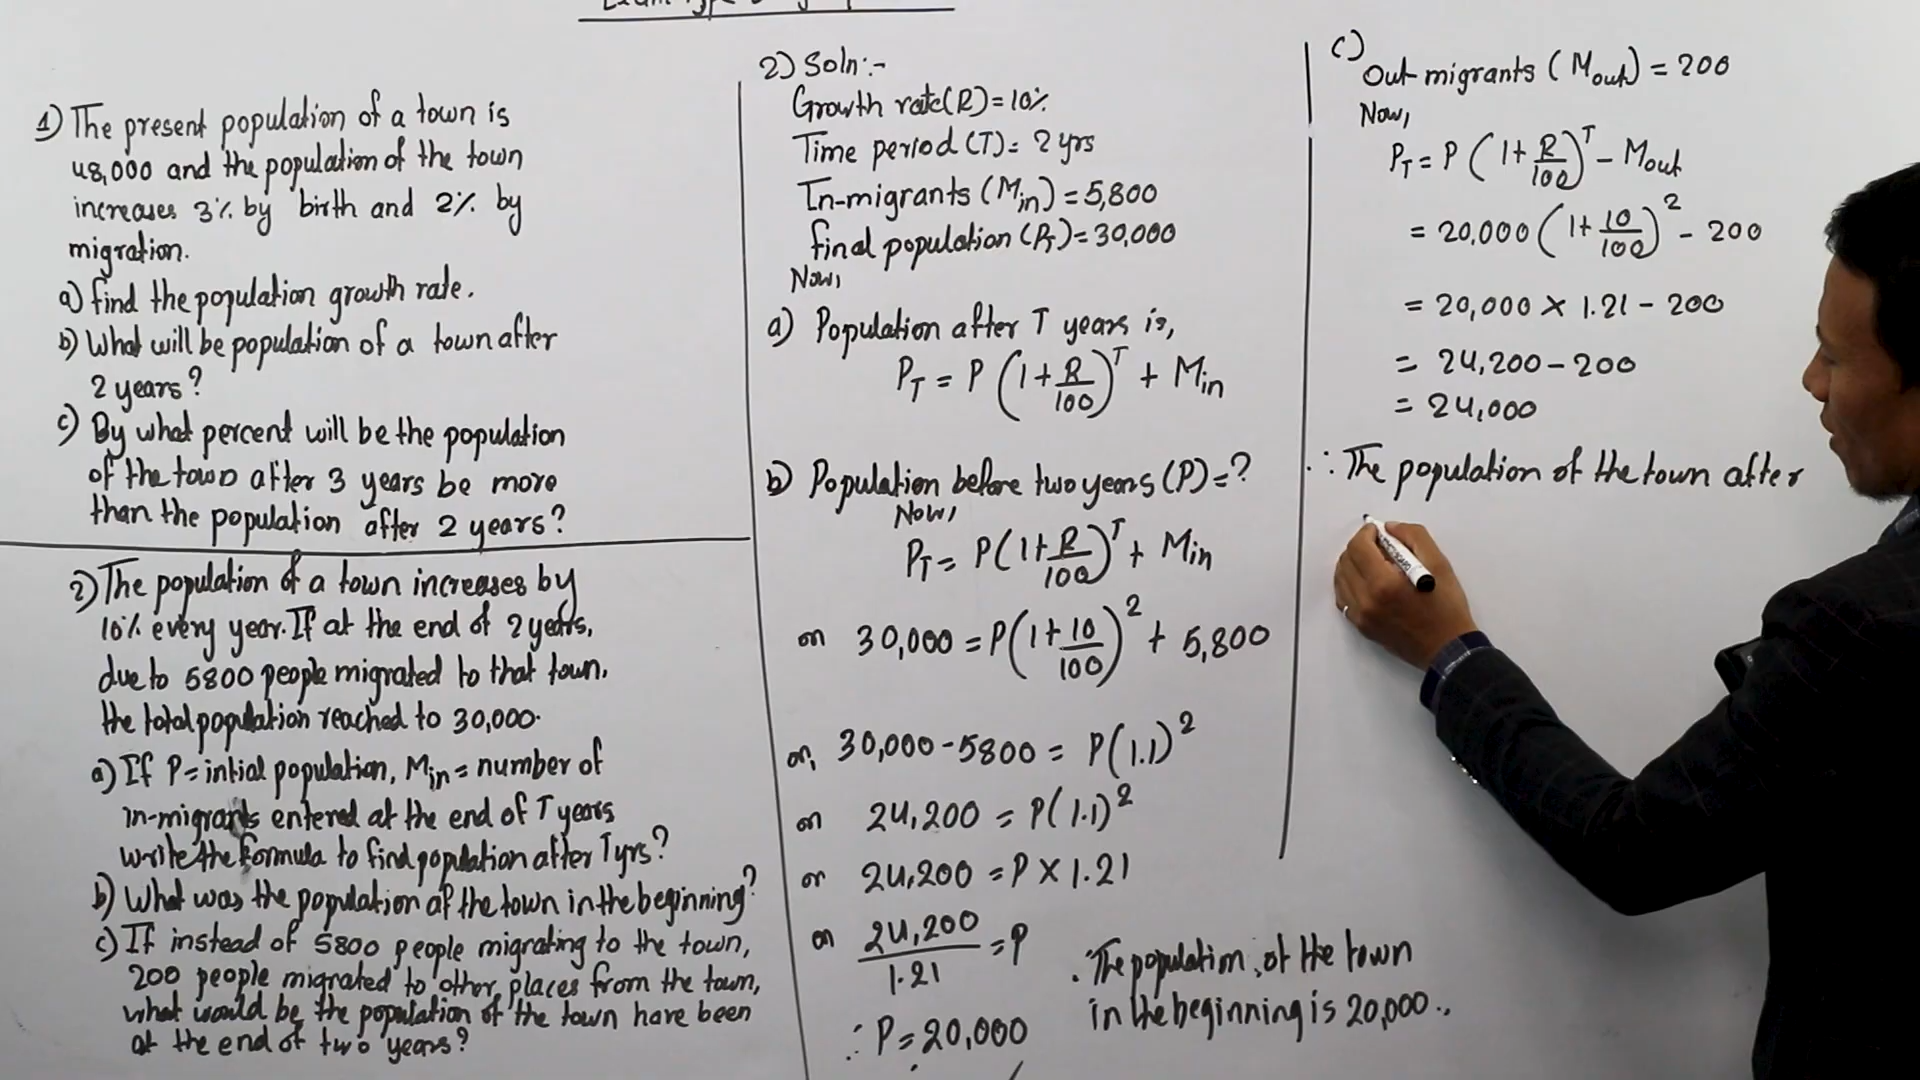 1) The present population of a town is
48,000 and the population of the town
increases 3% by birth and 2% by
migration.
a) find the population growth rate.
b) What will be population of a town after
2 years?
c) By what percent will be the population
of the town after 3 years be more
than the population after 2 years?
2) The population of a town increases by
10% every year. If at the end of 2 years,
due to 5800 people migrated to that town,
the total population reached to 30,000.
a) If P = intial population, Min = number of
in-migrants entered at the end of T years
write the formula to find population after T yrs?
b) What was the population of the town in the beginning?
c) If instead of 5800 people migrating to the town,
200 people migrated to other places from the town,
what would be the population of the town have been
at the end of two years?
2) Soln:-
Growth rate (R) = 10%
Time period (T) = 2 yrs
In-migrants (Min) = 5,800
final population (PT) = 30,000
Now,
a) Population after T years is,
PT = P (1 + R/100)^T + Min
b) Population before two years (P) = ?
Now,
PT = P (1 + R/100)^T + Min
or 30,000 = P (1 + 10/100)^2 + 5,800
or, 30,000 - 5800 = P (1.1)^2
or 24,200 = P (1.1)^2
or 24,200 = P × 1.21
or 24,200/1.21 = P
∴ P = 20,000
The population of the town
in the beginning is 20,000.
c)
Out migrants (Mout) = 200
Now,
PT = P (1 + R/100)^T - Mout
= 20,000 (1 + 10/100)^2 - 200
= 20,000 × 1.21 - 200
= 24,200 - 200
= 24,000
∴ The population of the town after